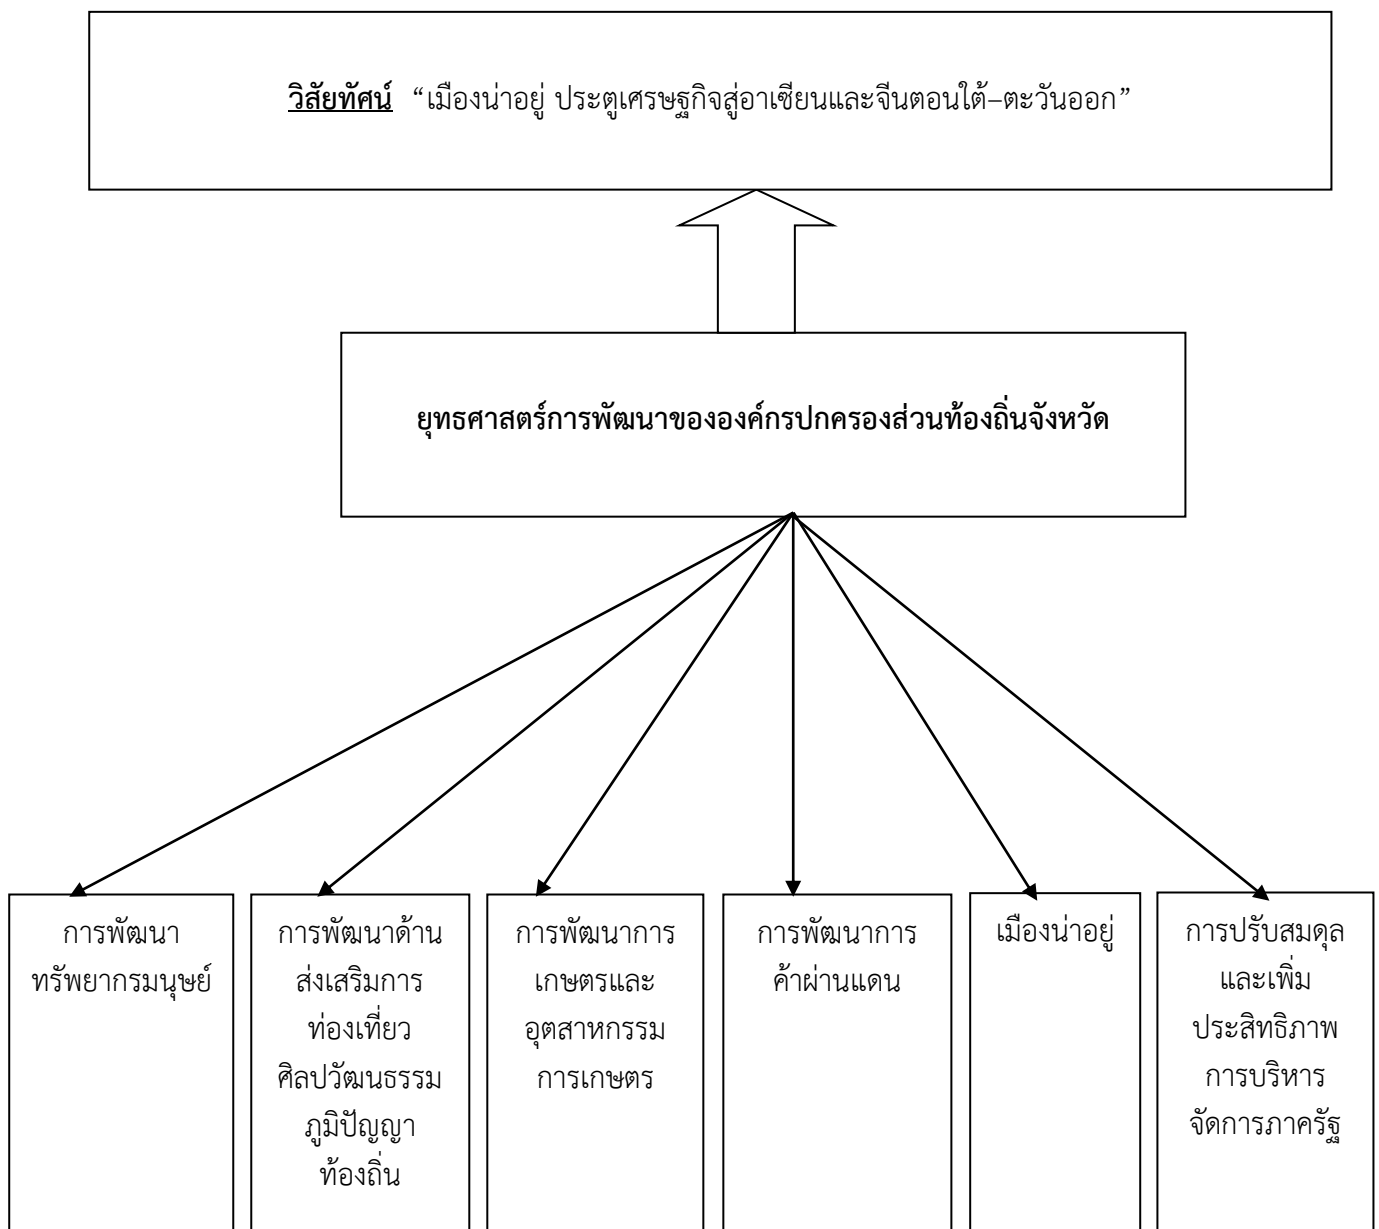 วิสัยทัศน์ “เมืองน่าอยู่ ประตูเศรษฐกิจสู่อาเซียนและจีนตอนใต้–ตะวันออก”
ยุทธศาสตร์การพัฒนาขององค์กรปกครองส่วนท้องถิ่นจังหวัด
การพัฒนา
ทรัพยากรมนุษย์
การพัฒนาด้าน
ส่งเสริมการ
ท่องเที่ยว
ศิลปวัฒนธรรม
ภูมิปัญญา
ท้องถิ่น
การพัฒนาการ
เกษตรและ
อุตสาหกรรม
การเกษตร
การพัฒนาการ
ค้าผ่านแดน
เมืองน่าอยู่
การปรับสมดุล
และเพิ่ม
ประสิทธิภาพ
การบริหาร
จัดการภาครัฐ